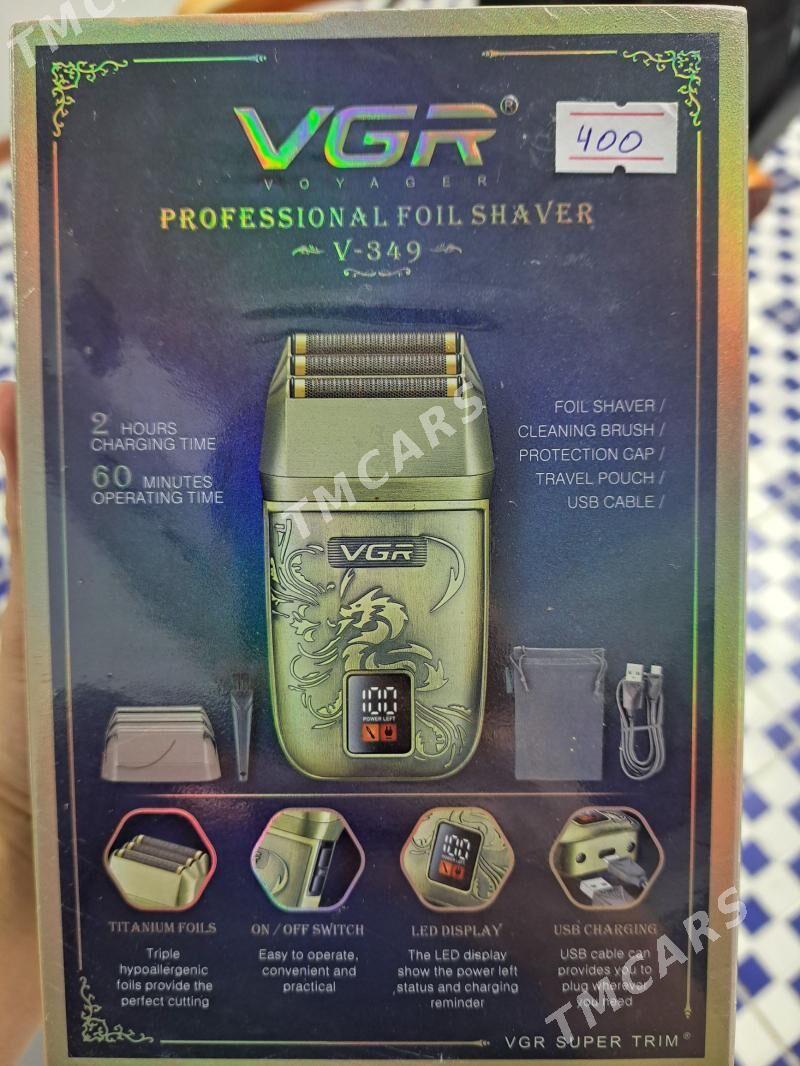 TMCARS
VGR®
400
VOYAGER
PROFESSIONAL FOIL SHAVER
V-349
2 HOURS
CHARGING TIME
60 MINUTES
OPERATING TIME
FOIL SHAVER /
CLEANING BRUSH /
PROTECTION CAP /
TRAVEL POUCH /
USB CABLE /
TMCARS
VGR
100
POWER LEFT
TITANIUM FOILS
Triple
hypoallergenic
foils provide the
perfect cutting
ON / OFF SWITCH
Easy to operate,
convenient and
practical
100
POWER LEFT
LED DISPLAY
The LED display
show the power left
status and charging
reminder
USB CHARGING
USB cable can
provides you to
plug wherever
you need
TMCARS
VGR SUPER TRIM®